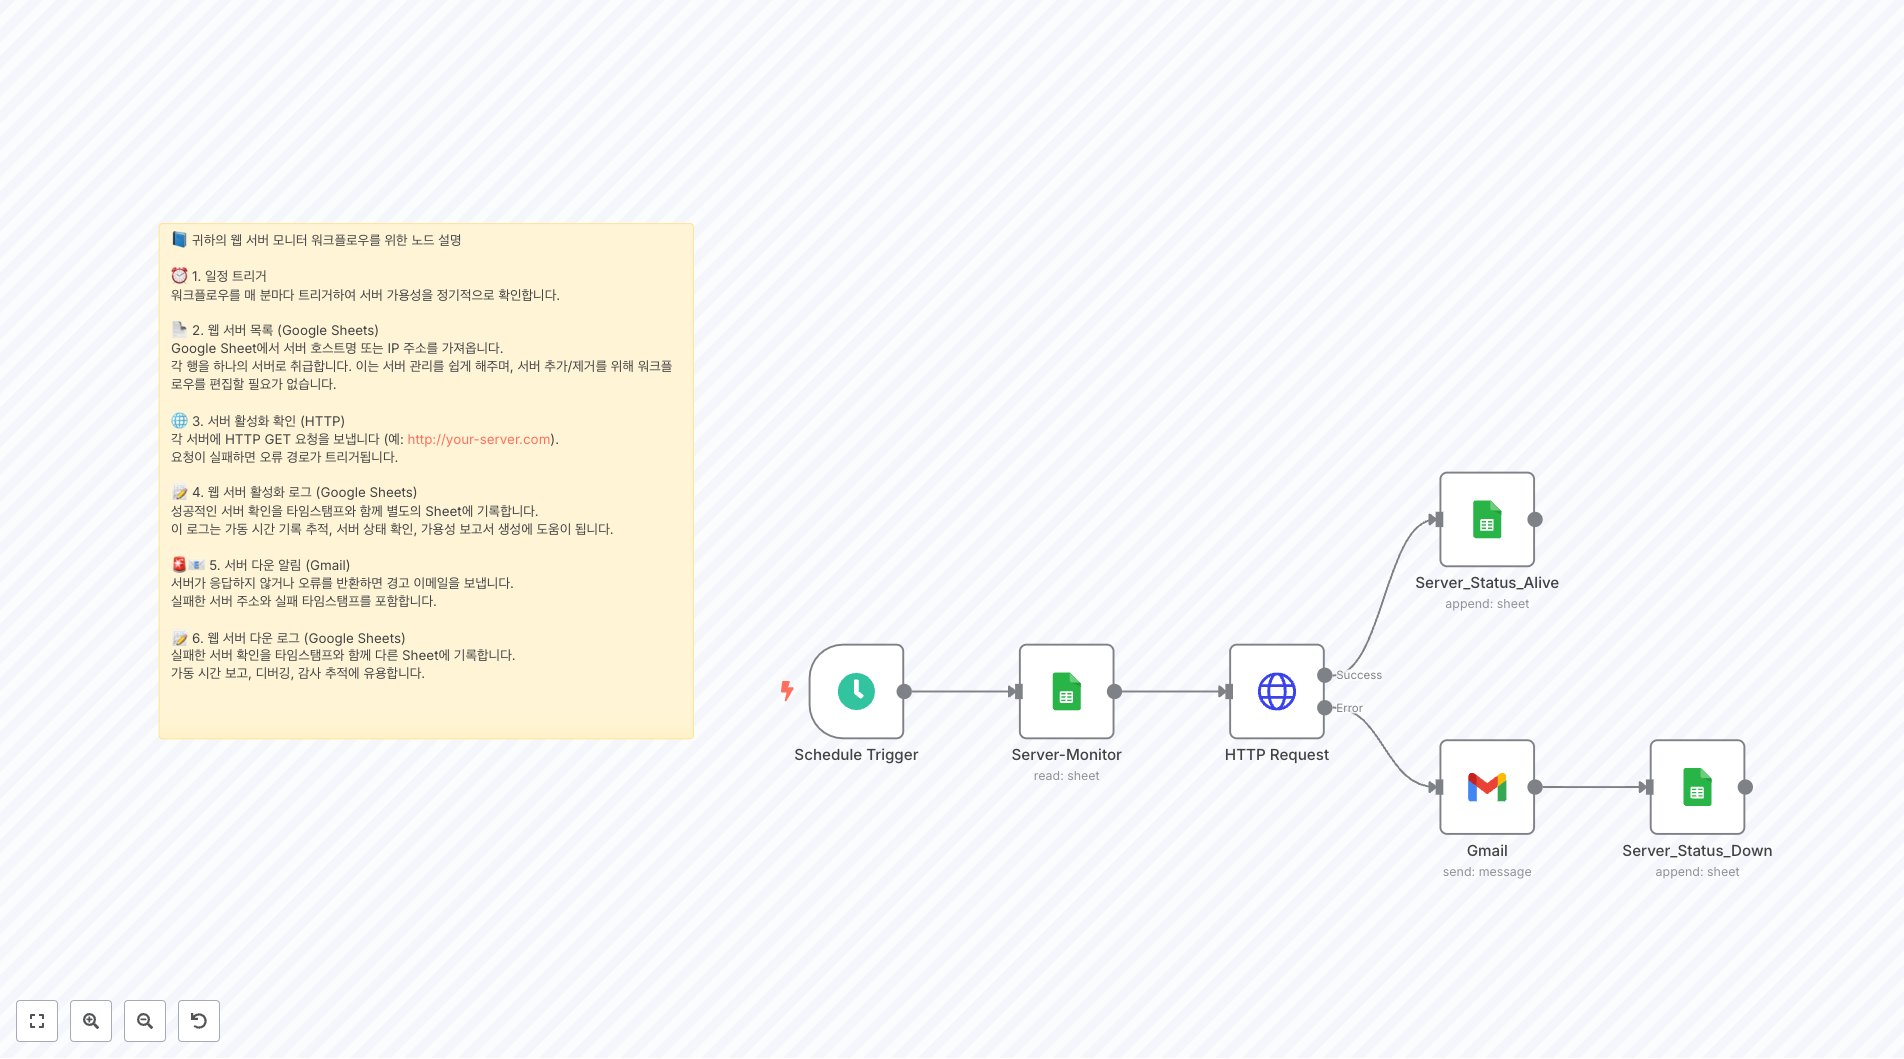 📘 귀하의 웹 서버 모니터 워크플로우를 위한 노드 설명
⏰ 1. 일정 트리거
워크플로우를 매 분마다 트리거하여 서버 가용성을 정기적으로 확인합니다.
2. 웹 서버 목록 (Google Sheets)
Google Sheet에서 서버 호스트명 또는 IP 주소를 가져옵니다.
각 행을 하나의 서버로 취급합니다. 이는 서버 관리를 쉽게 해주며, 서버 추가/제거를 위해 워크플
로우를 편집할 필요가 없습니다.
🌐 3. 서버 활성화 확인 (HTTP)
각 서버에 HTTP GET 요청을 보냅니다 (예: http://your-server.com).
요청이 실패하면 오류 경로가 트리거됩니다.
📝 4. 웹 서버 활성화 로그 (Google Sheets)
성공적인 서버 확인을 타임스탬프와 함께 별도의 Sheet에 기록합니다.
이 로그는 가동 시간 기록 추적, 서버 상태 확인, 가용성 보고서 생성에 도움이 됩니다.
🚨📧 5. 서버 다운 알림 (Gmail)
서버가 응답하지 않거나 오류를 반환하면 경고 이메일을 보냅니다.
실패한 서버 주소와 실패 타임스탬프를 포함합니다.
📝 6. 웹 서버 다운 로그 (Google Sheets)
실패한 서버 확인을 타임스탬프와 함께 다른 Sheet에 기록합니다.
가동 시간 보고, 디버깅, 감사 추적에 유용합니다.
Schedule Trigger
Server-Monitor
read: sheet
HTTP Request
Success
Error
Server_Status_Alive
append: sheet
Gmail
send: message
Server_Status_Down
append: sheet